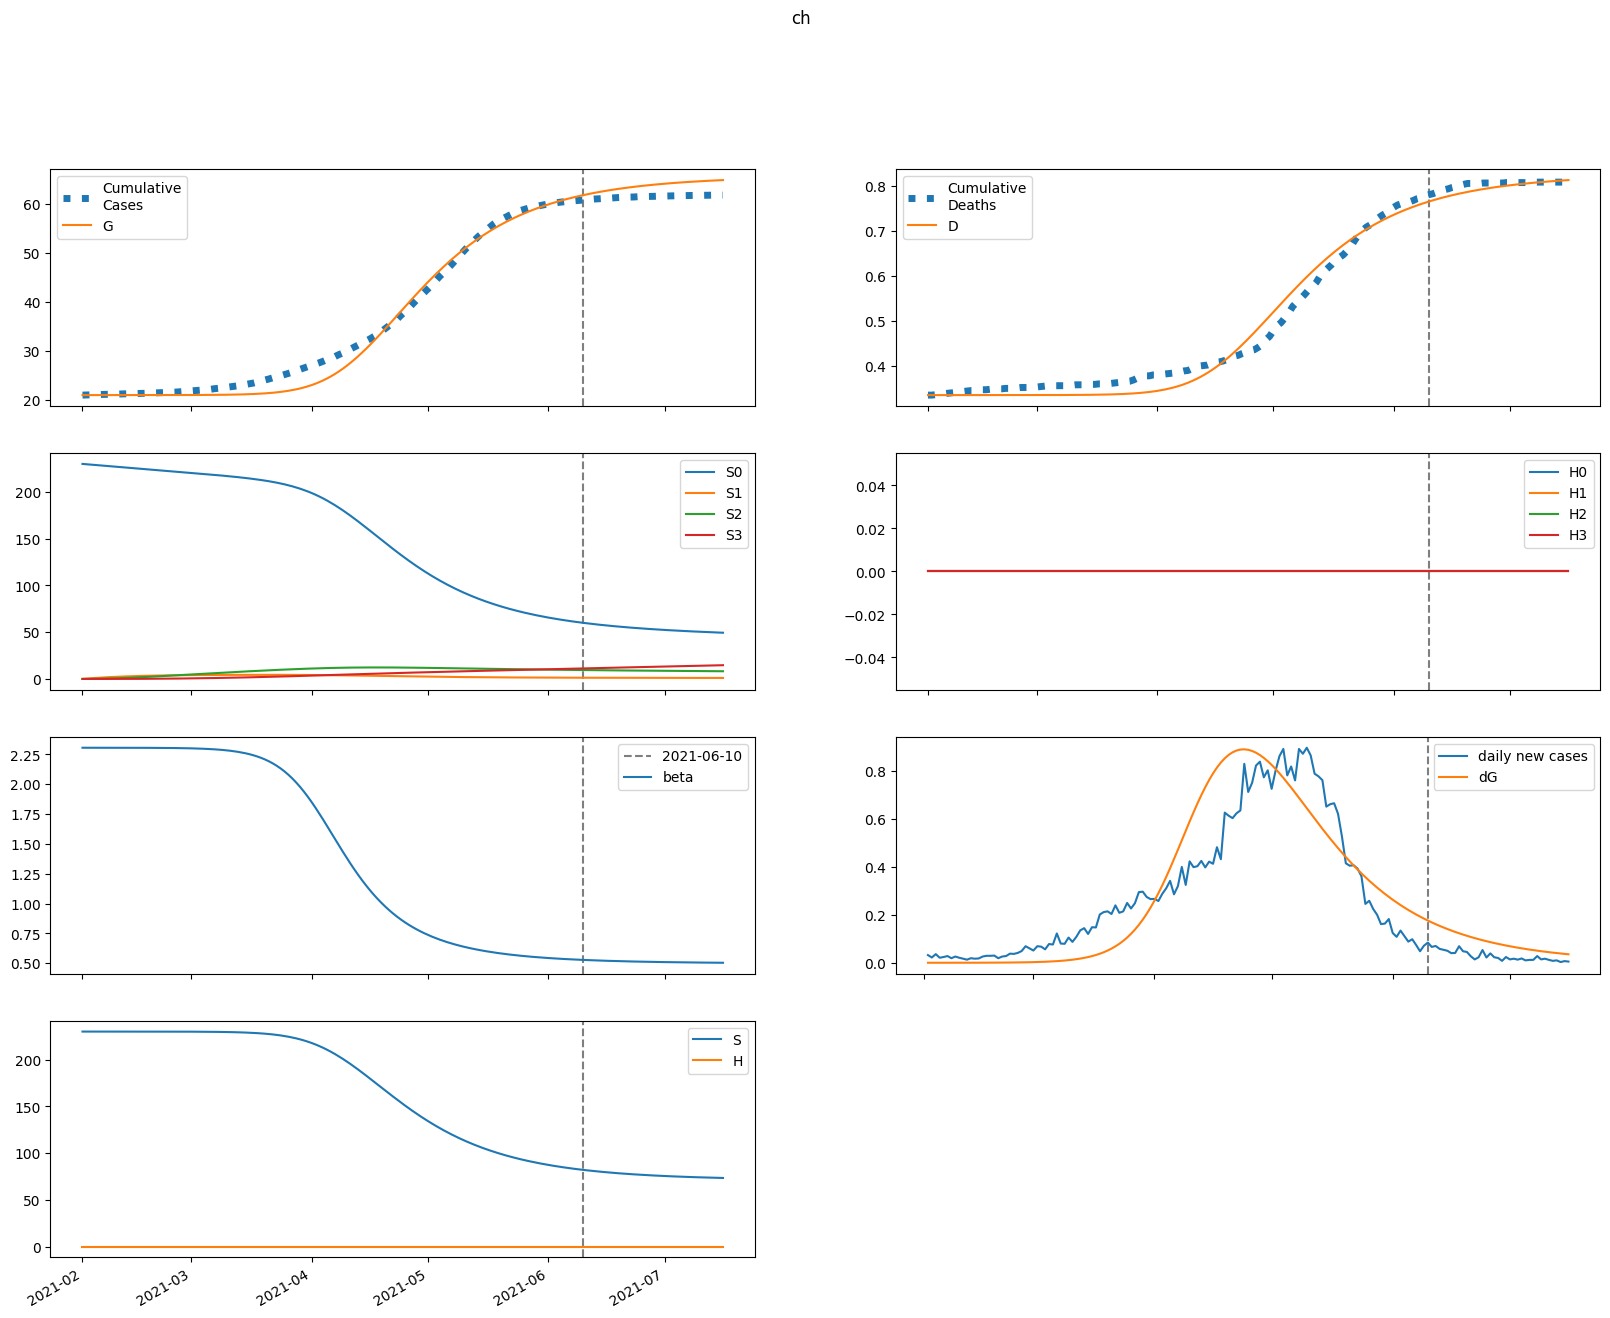 ch
Cumulative
Cases
G
60
50
40
30
20
Cumulative
Deaths
D
0.8
0.7
0.6
0.5
0.4
S0
S1
S2
S3
200
150
100
50
0
H0
H1
H2
H3
0.04
0.02
0.00
−0.02
−0.04
2021-06-10
beta
2.25
2.00
1.75
1.50
1.25
1.00
0.75
0.50
daily new cases
dG
0.8
0.6
0.4
0.2
0.0
S
H
200
150
100
50
0
2021-02 2021-03 2021-04 2021-05 2021-06 2021-07